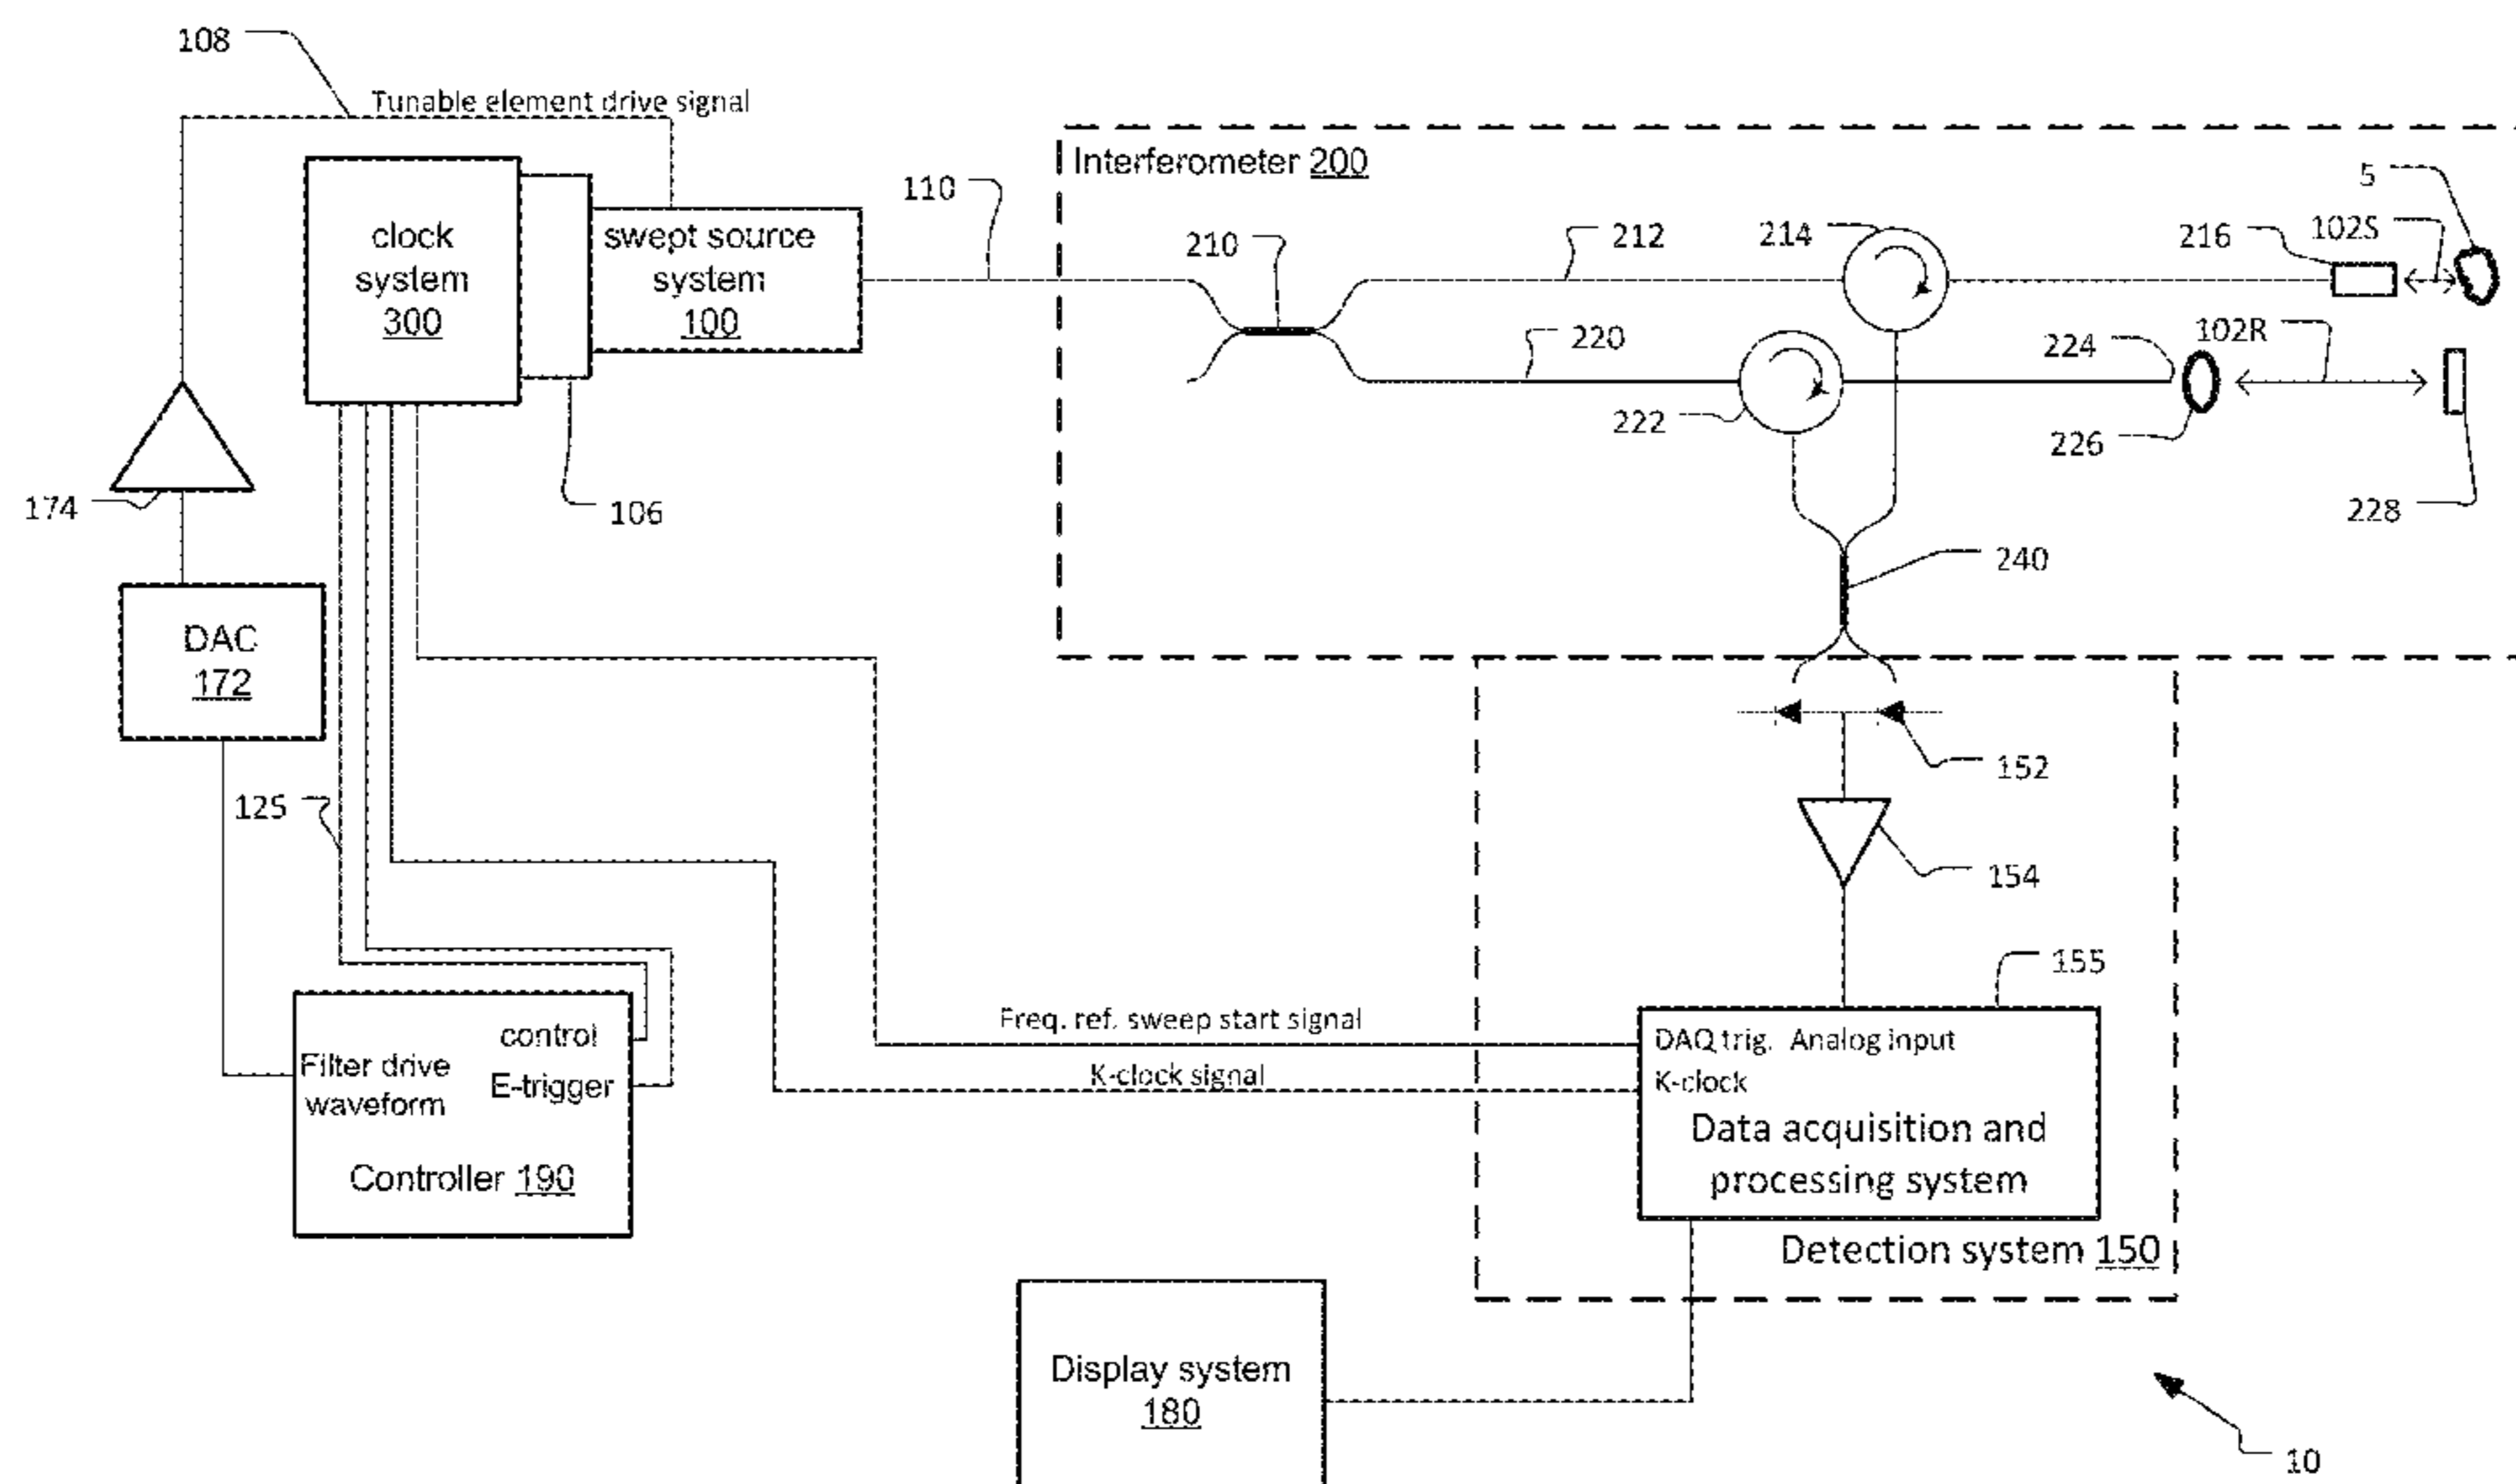 108
Tunable element drive signal
Interferometer 200
5
110
clock
system
300
swept source
system
100
210
212
214
216
102S
220
102R
224
222
226
174
106
228
240
DAC
172
152
125
154
155
Freq. ref. sweep start signal
DAQ trig. Analog input
control
Filter drive
waveform
E-trigger
K-clock signal
K-clock
Data acquisition and
processing system
Controller 190
Detection system 150
Display system
180
10